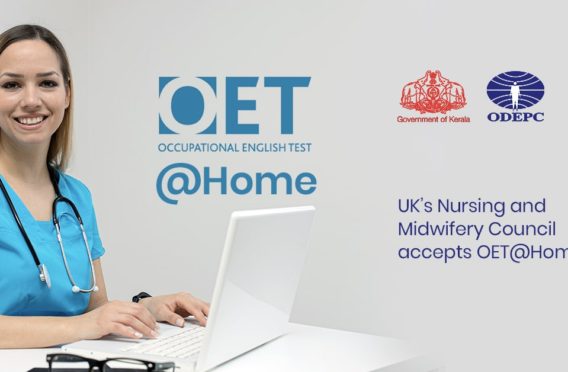 OET
OCCUPATIONAL ENGLISH TEST
@Home
Government of Kerala
ODEPC
UK's Nursing and
Midwifery Council
accepts OET@Hom